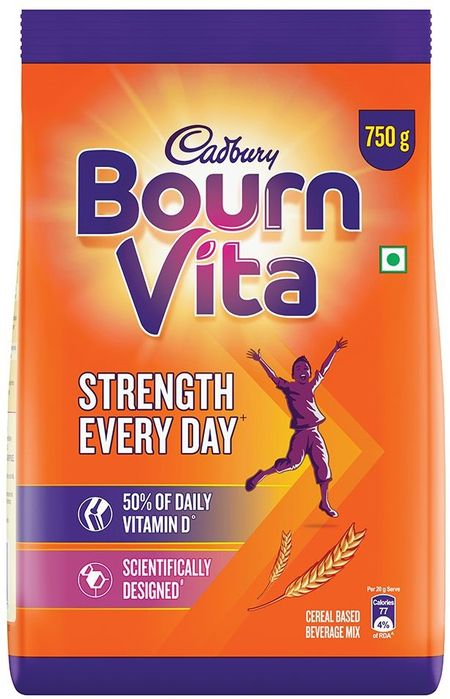 Cadbury
Bourn
Vita
750 g
STRENGTH
EVERY DAY+
50% OF DAILY
VITAMIN D°
SCIENTIFICALLY
DESIGNED#
CEREAL BASED
BEVERAGE MIX
Per 20 g Serve
Calories
77
4%
of RDA^